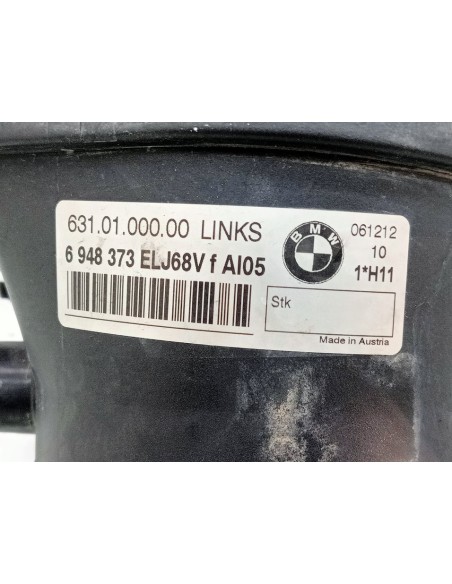 631.01.000.00 LINKS
6 948 373 ELJ68V f AI05
BMW
061212
10
1*H11
Stk
Made in Austria